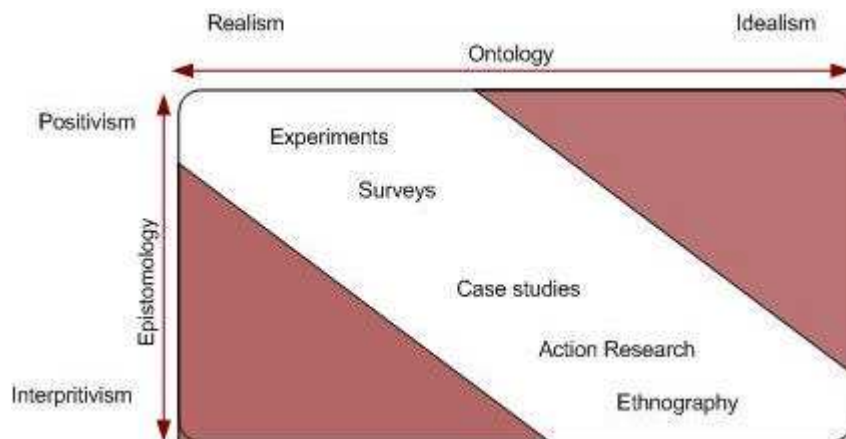 Realism
Idealism
Ontology
Positivism
Experiments
Surveys
Epistomology
Case studies
Action Research
Interpritivism
Ethnography